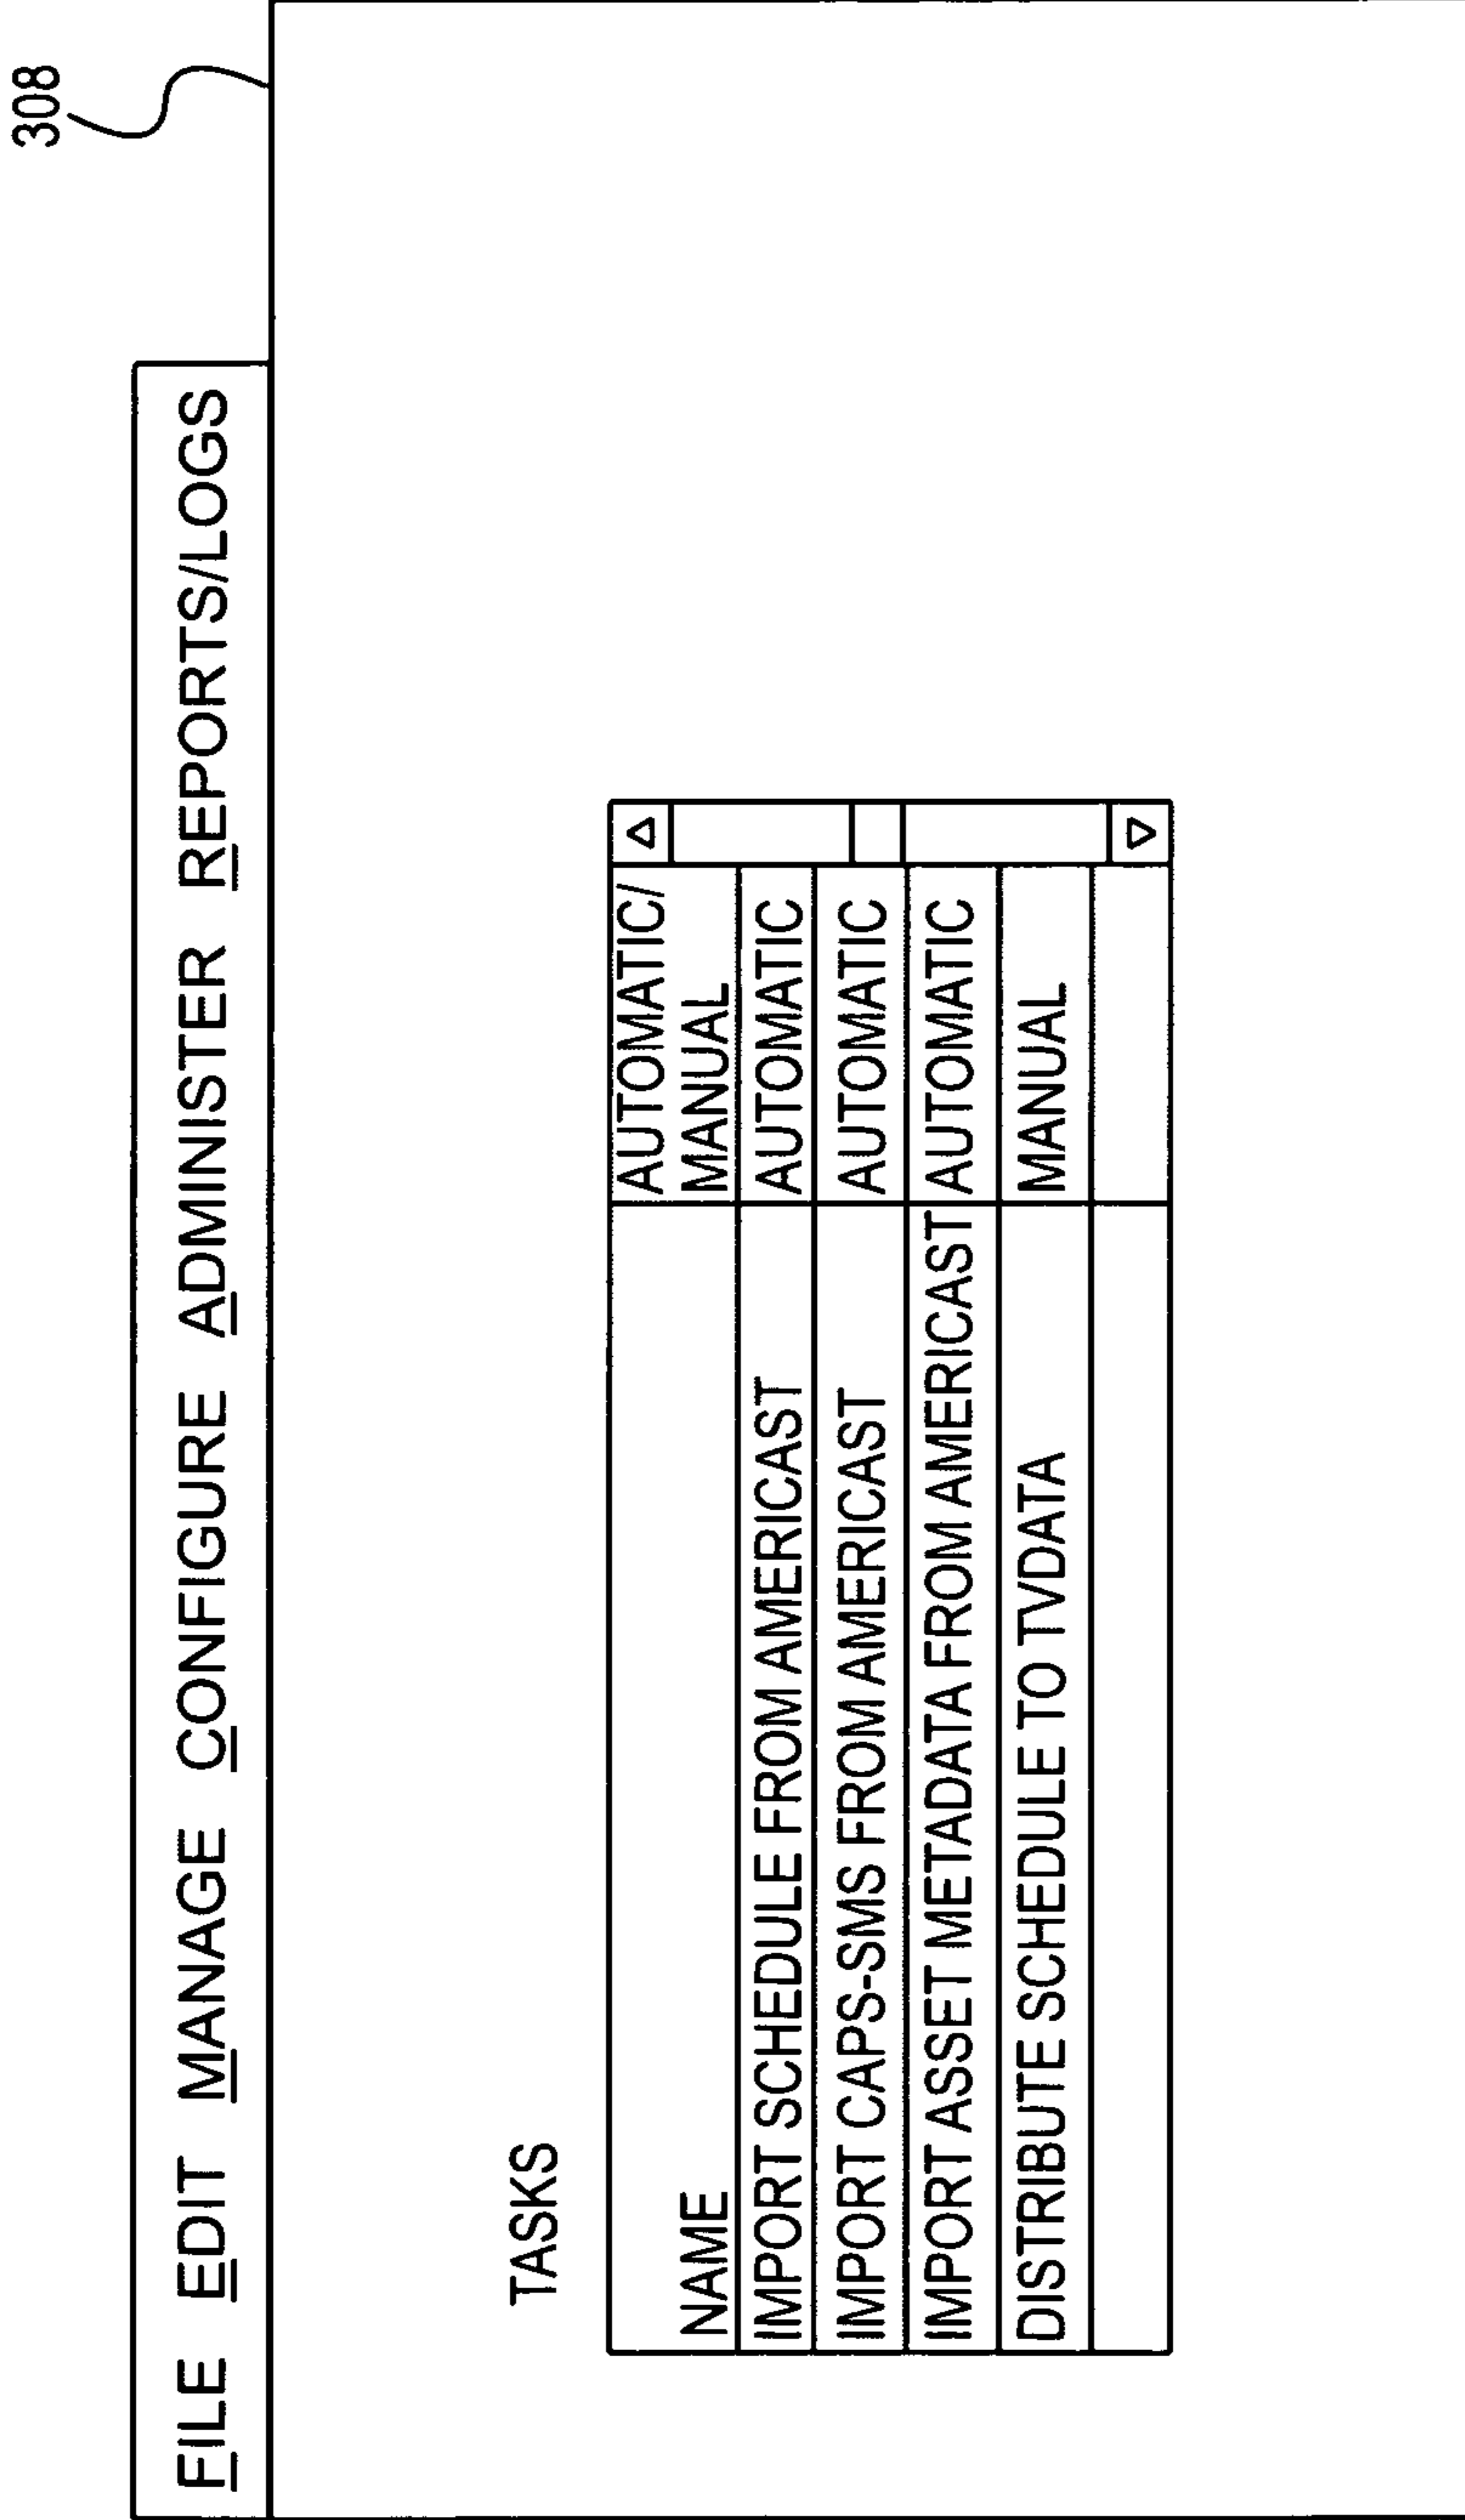 308
FILE EDIT MANAGE CONFIGURE ADMINISTER REPORTS/LOGS
TASKS
AUTOMATIC/
NAME MANUAL
IMPORT SCHEDULE FROM AMERICAST AUTOMATIC
IMPORT CAPS-SMS FROM AMERICAST AUTOMATIC
IMPORT ASSET METADATA FROM AMERICAST AUTOMATIC
DISTRIBUTE SCHEDULE TO TVDATA MANUAL